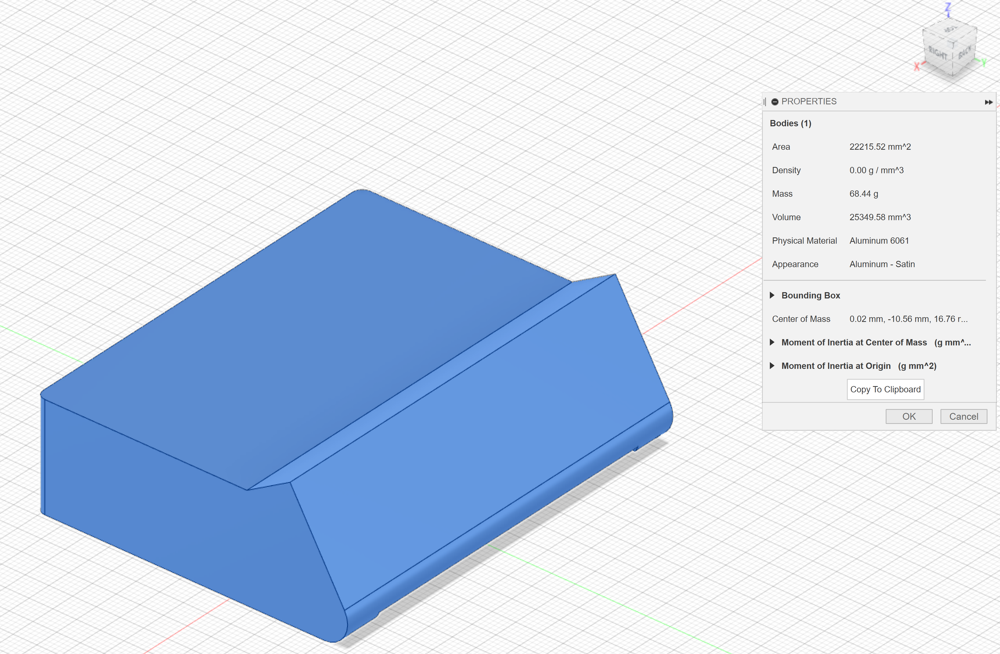 Z
TOP
RIGHT
BACK
X
Y
PROPERTIES
Bodies (1)
Area 22215.52 mm^2
Density 0.00 g / mm^3
Mass 68.44 g
Volume 25349.58 mm^3
Physical Material Aluminum 6061
Appearance Aluminum - Satin
Bounding Box
Center of Mass 0.02 mm, -10.56 mm, 16.76 r...
Moment of Inertia at Center of Mass (g mm^...
Moment of Inertia at Origin (g mm^2)
Copy To Clipboard
OK Cancel